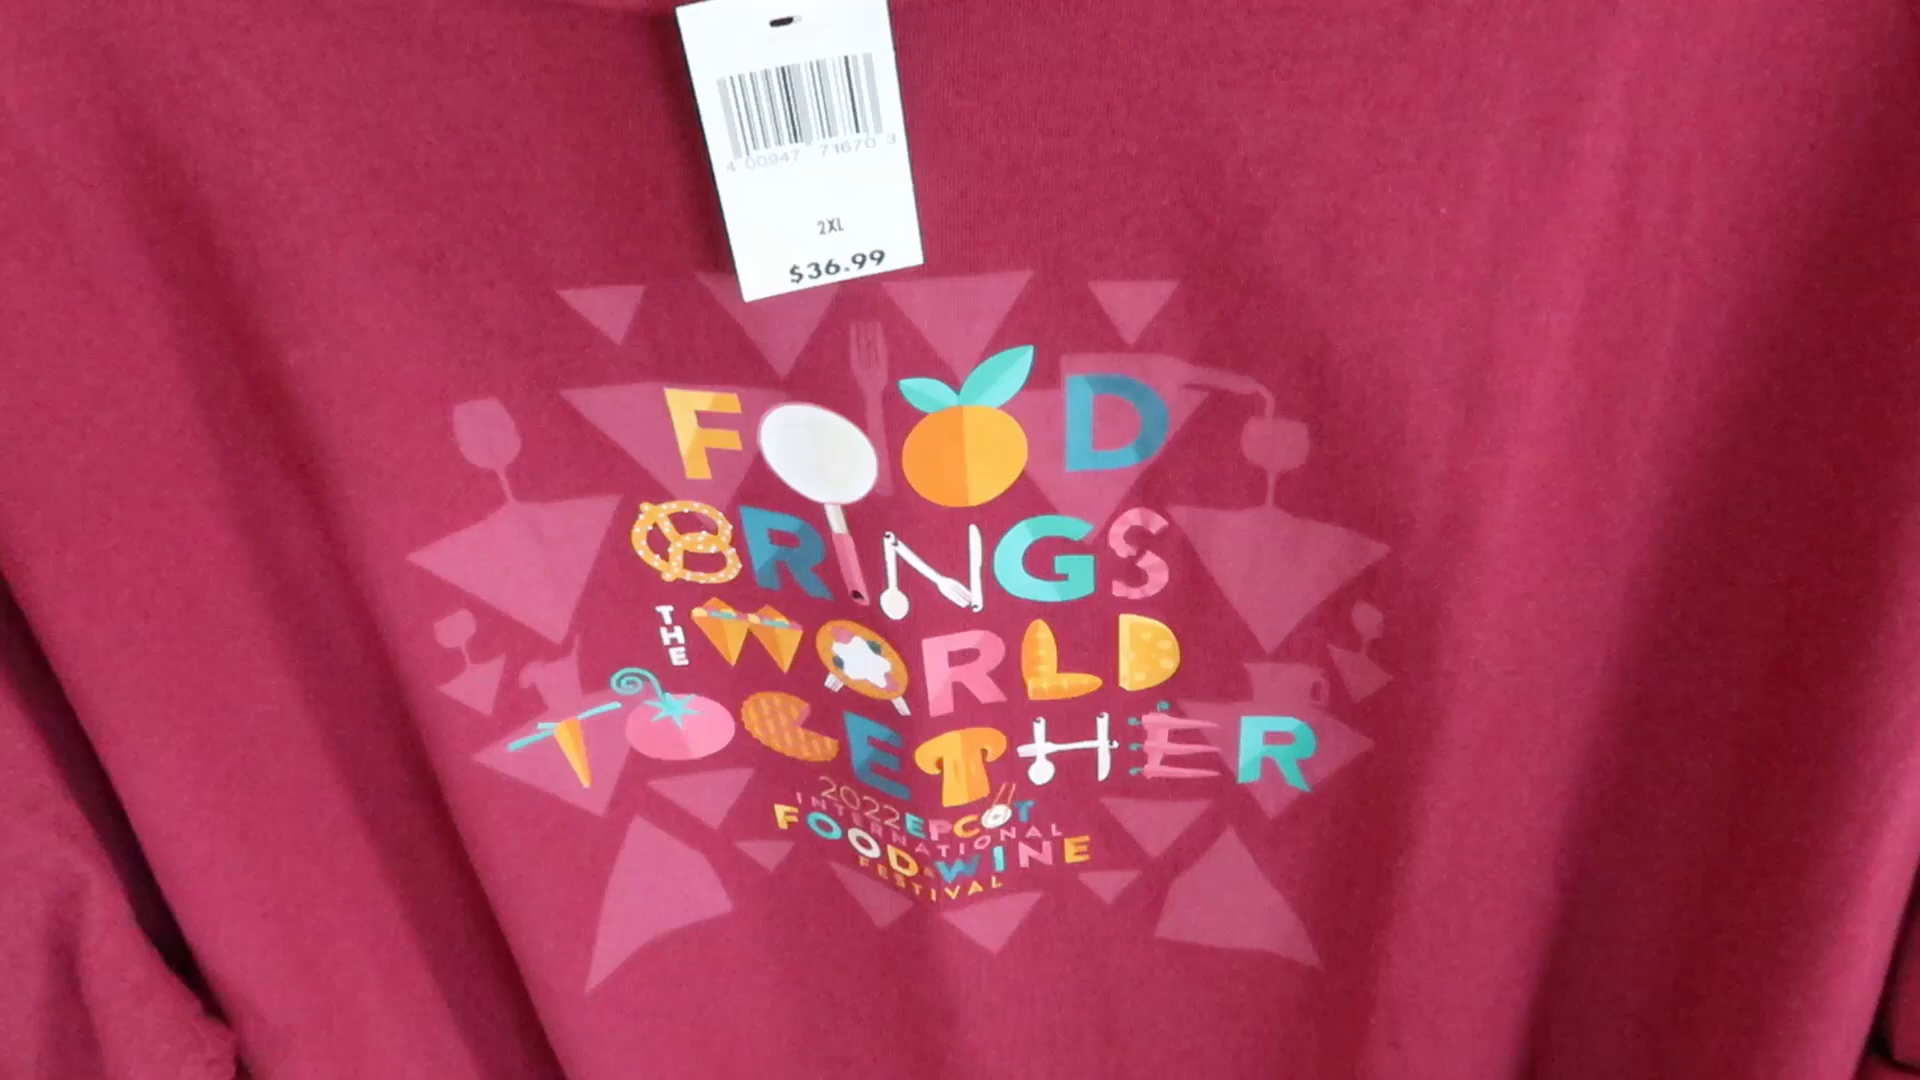 4 00947 71670 3
2XL
$36.99
FOOD
BRINGS
THE WORLD
TOGETHER
2022 EPCOT
INTERNATIONAL
FOOD & WINE
FESTIVAL